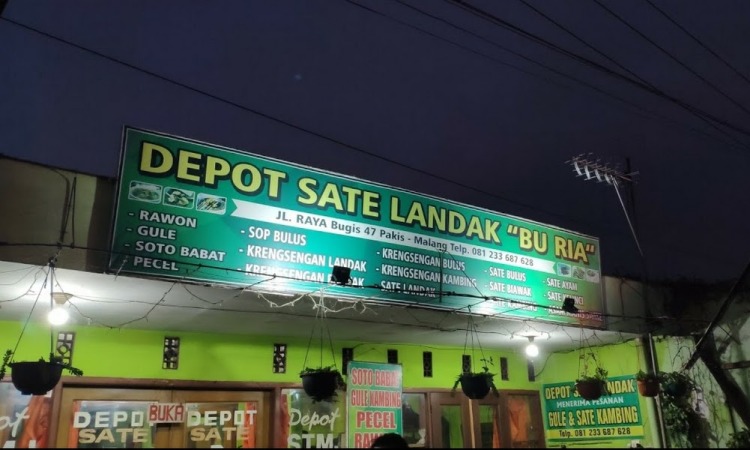 DEPOT SATE LANDAK "BU RIA"
JL. RAYA Bugis 47 Pakis - Malang Telp. 081 233 687 628
- RAWON
- GULE
- SOTO BABAT
- PECEL
- SOP BULUS
- KRENGSENGAN LANDAK
- KRENGSENGAN
- KRENGSENGAN BULUS
- KRENGSENGAN KAMBING
- SATE LANDAK
- SATE BULUS
- SATE BIAWAK
- SATE
- SATE AYAM
- SATE
SOTO BABAT
GULE KAMBING
PECEL
DEPOT
SATE
BUKA
DEPOT
SATE
Depot
DEPOT
MENERIMA PESANAN
GULE & SATE KAMBING
Telp. 081 233 687 628